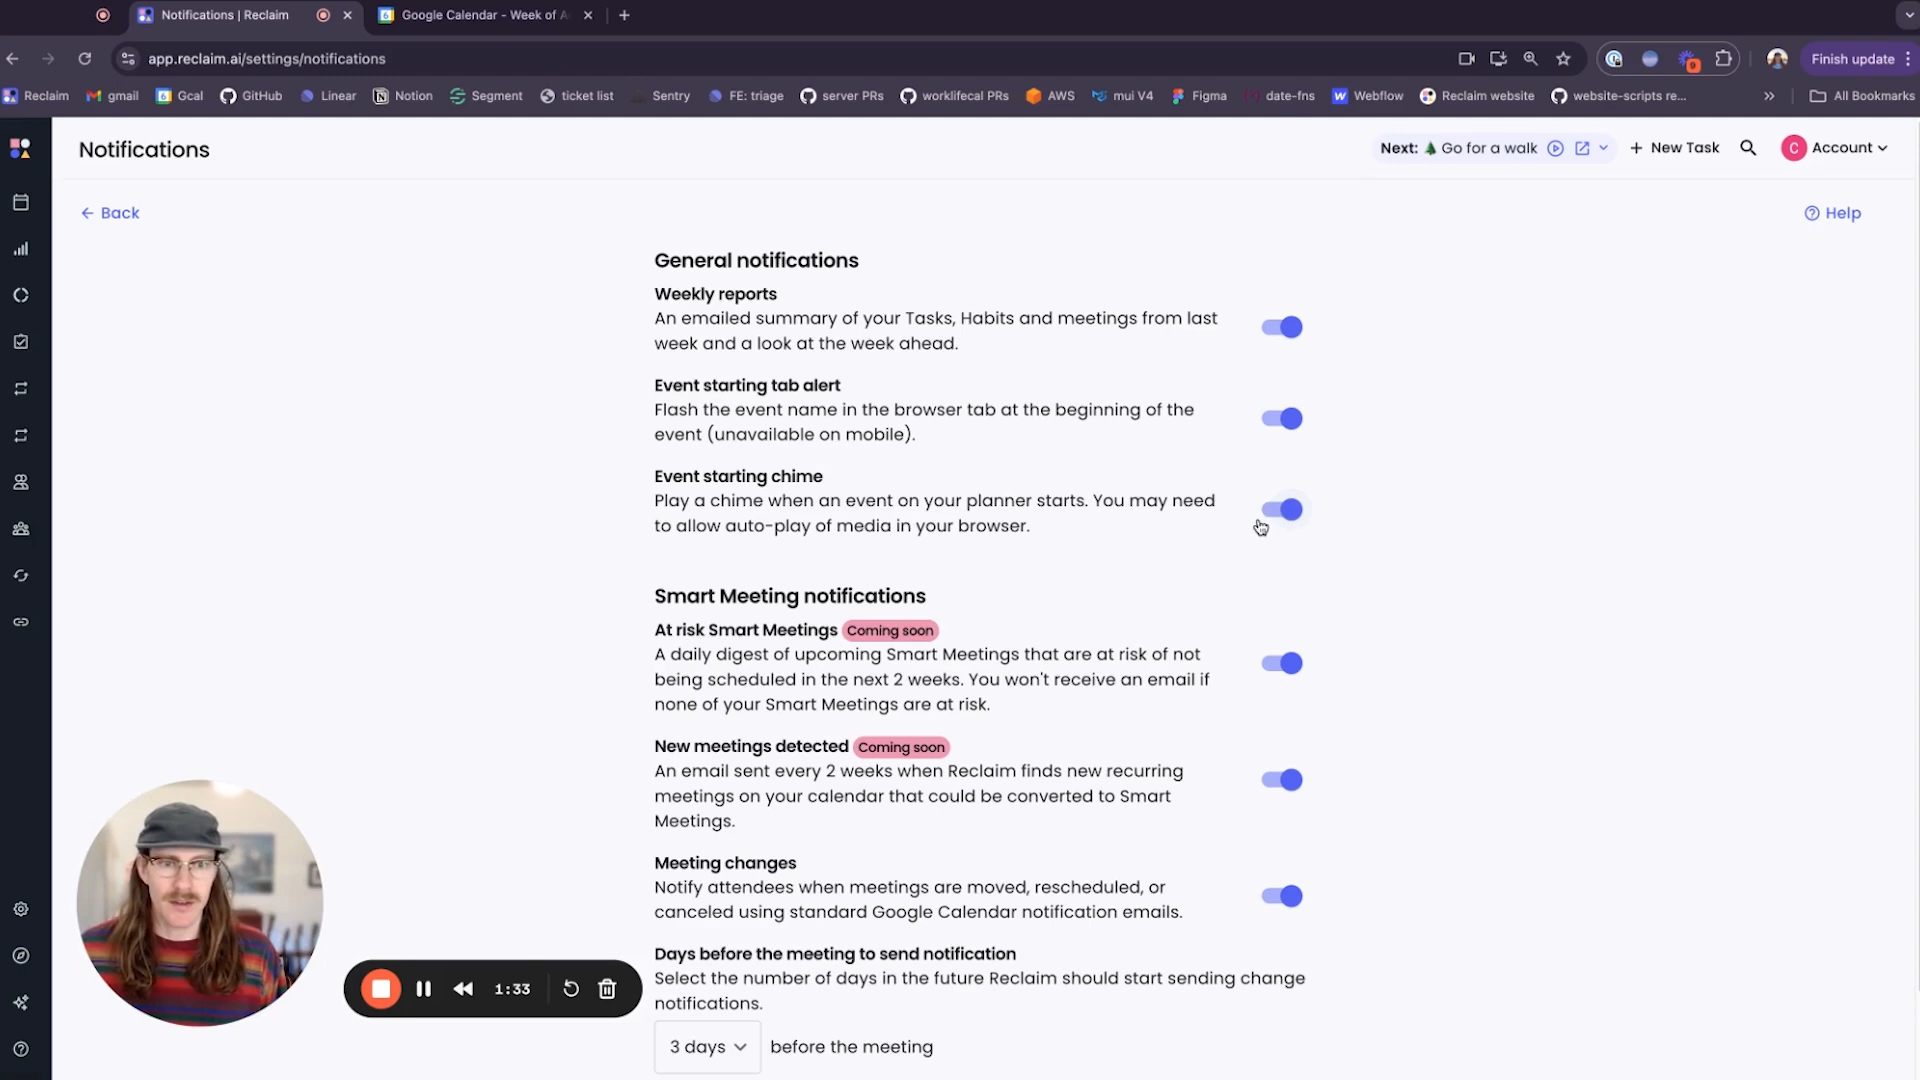 Notifications | Reclaim
Google Calendar - Week of A
app.reclaim.ai/settings/notifications
Finish update
Reclaim
gmail
Gcal
GitHub
Linear
Notion
Segment
ticket list
Sentry
FE: triage
server PRs
worklifecal PRs
AWS
mui V4
Figma
date-fns
Webflow
Reclaim website
website-scripts re...
All Bookmarks
Notifications
Next: 🌲 Go for a walk
+ New Task
C Account
← Back
Help
General notifications
Weekly reports
An emailed summary of your Tasks, Habits and meetings from last
week and a look at the week ahead.
Event starting tab alert
Flash the event name in the browser tab at the beginning of the
event (unavailable on mobile).
Event starting chime
Play a chime when an event on your planner starts. You may need
to allow auto-play of media in your browser.
Smart Meeting notifications
At risk Smart Meetings Coming soon
A daily digest of upcoming Smart Meetings that are at risk of not
being scheduled in the next 2 weeks. You won't receive an email if
none of your Smart Meetings are at risk.
New meetings detected Coming soon
An email sent every 2 weeks when Reclaim finds new recurring
meetings on your calendar that could be converted to Smart
Meetings.
Meeting changes
Notify attendees when meetings are moved, rescheduled, or
canceled using standard Google Calendar notification emails.
Days before the meeting to send notification
Select the number of days in the future Reclaim should start sending change
notifications.
3 days before the meeting
1:33